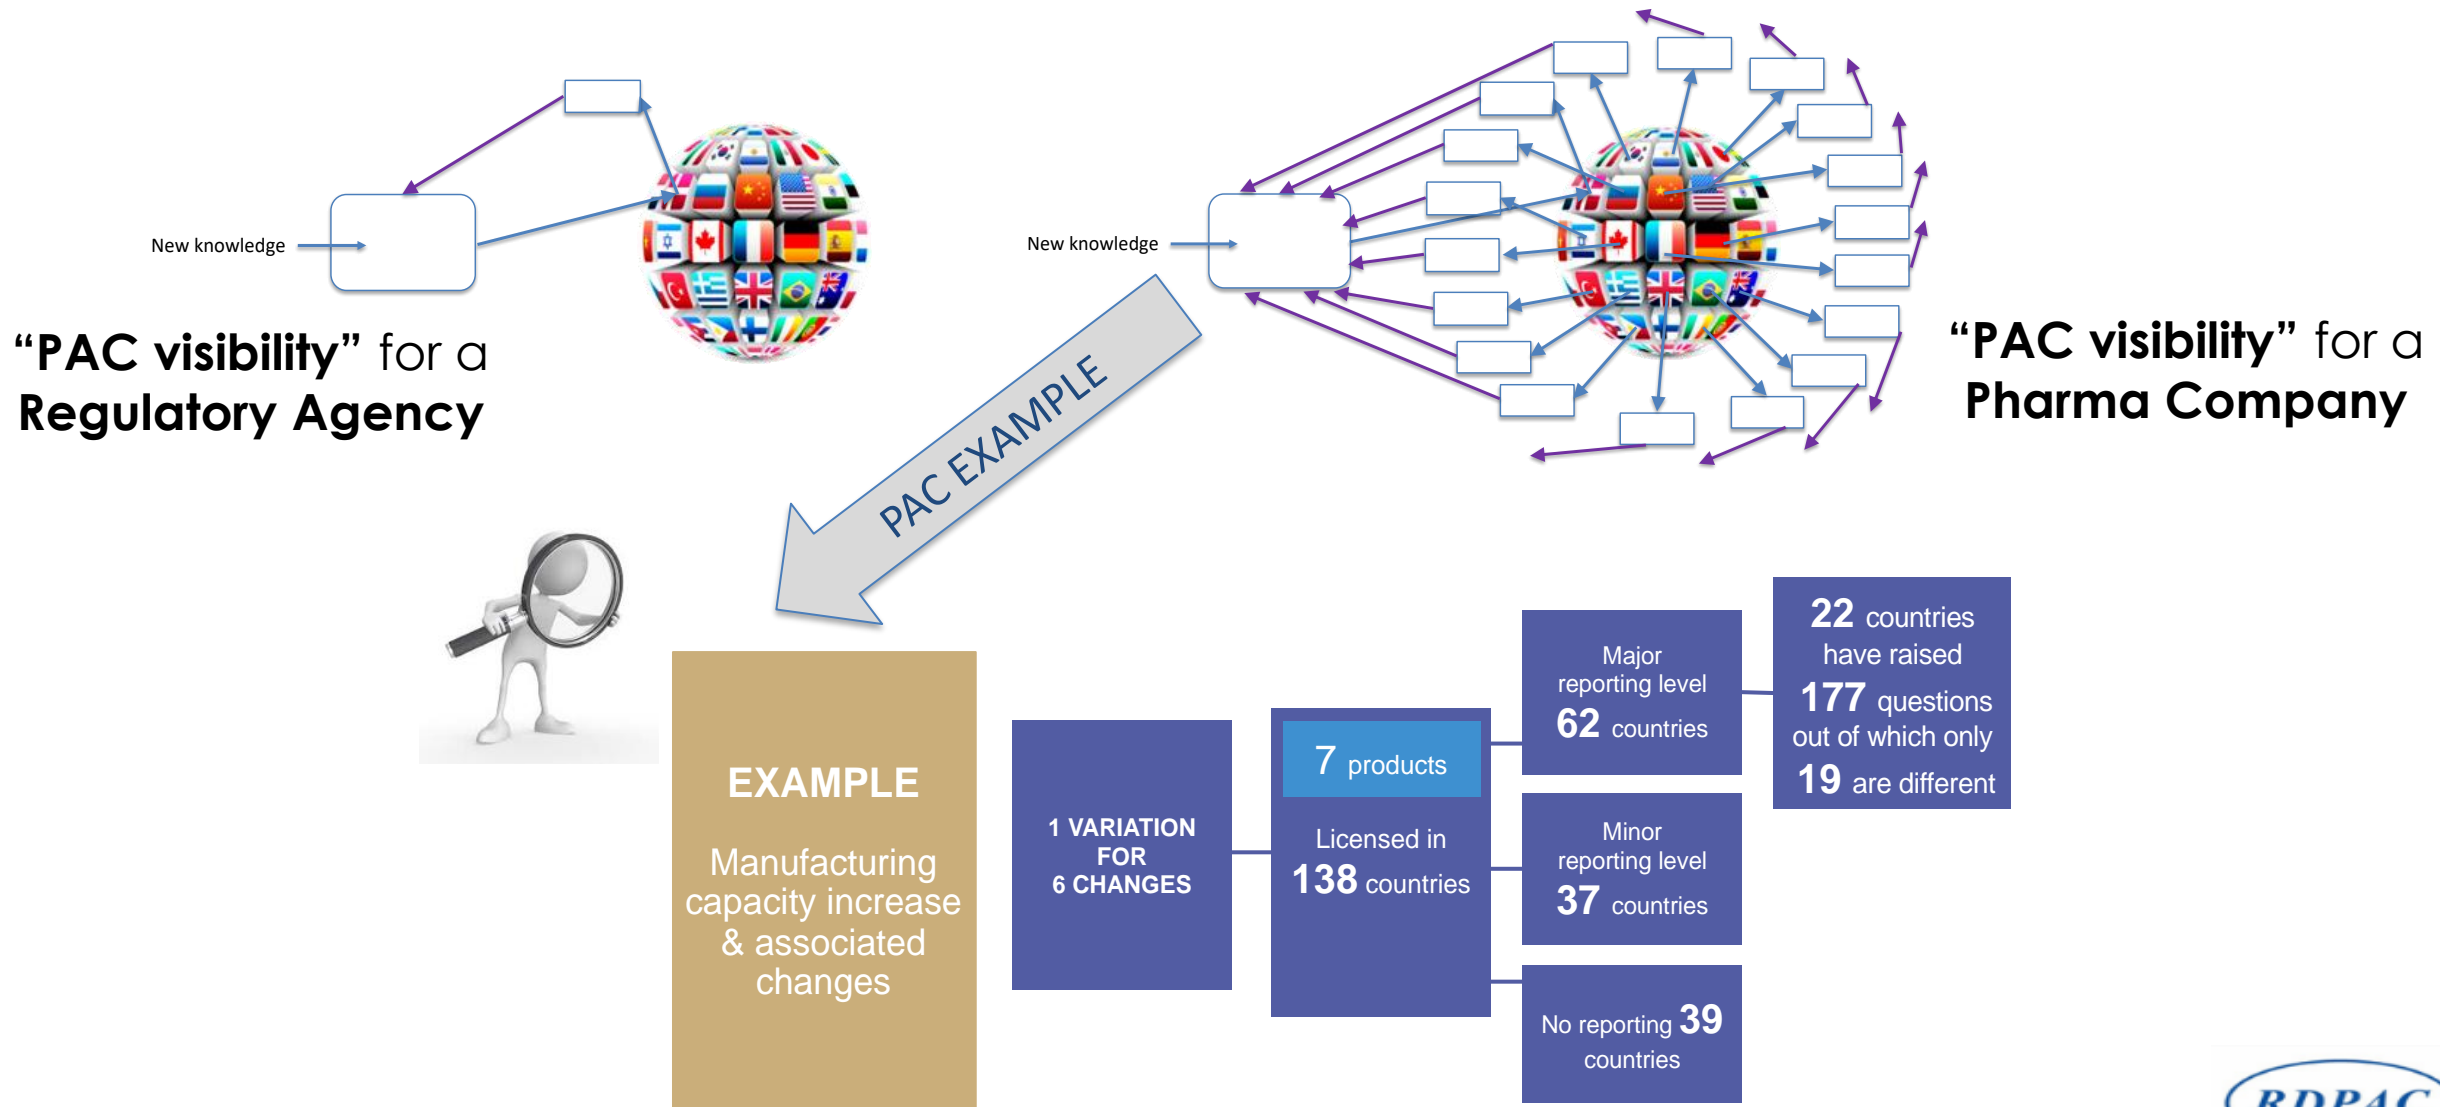 New knowledge
“PAC visibility” for a
Regulatory Agency
New knowledge
“PAC visibility” for a
Pharma Company
PAC EXAMPLE
EXAMPLE
Manufacturing
capacity increase
& associated
changes
1 VARIATION
FOR
6 CHANGES
7 products
Licensed in
138 countries
Major
reporting level
62 countries
Minor
reporting level
37 countries
No reporting 39
countries
22 countries
have raised
177 questions
out of which only
19 are different
RDPAC